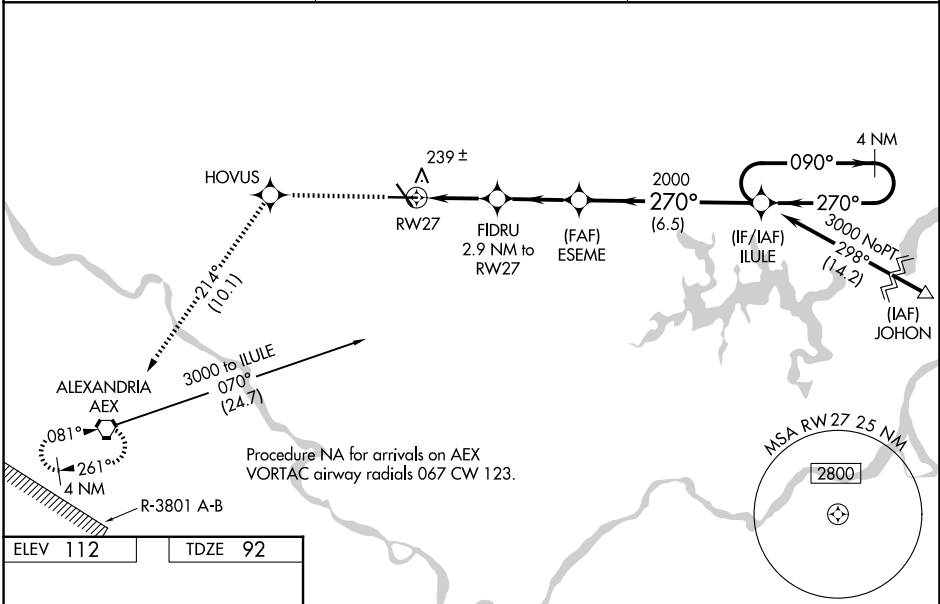 4 NM
090°
239 ±
HOVUS
2000
270°
270°
RW27
(6.5)
FIDRU
2.9 NM to
RW27
(FAF)
ESEME
(IF/IAF)
ILULE
3000 NoPT
298°
(14.2)
(IAF)
JOHON
214°
(10.1)
3000 to ILULE
070°
(24.7)
ALEXANDRIA
AEX
081°
261°
4 NM
Procedure NA for arrivals on AEX
VORTAC airway radials 067 CW 123.
R-3801 A-B
MSA RW27 25 NM
2800
ELEV 112
TDZE 92